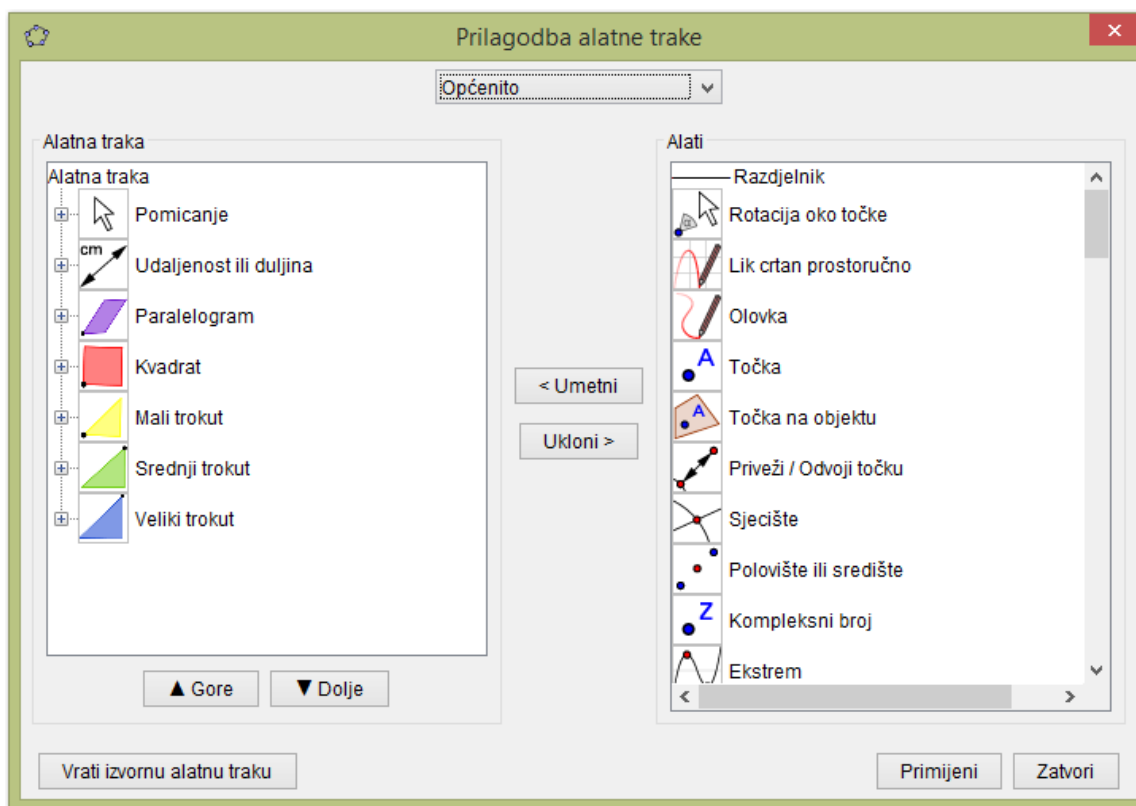 Prilagodba alatne trake
Općenito
Alatna traka
Alatna traka
Pomicanje
cm
Udaljenost ili duljina
Paralelogram
Kvadrat
Mali trokut
Srednji trokut
Veliki trokut
▲ Gore
▼ Dolje
< Umetni
Ukloni >
Alati
Razdjelnik
Rotacija oko točke
α
Lik crtan prostoručno
Olovka
A
Točka
A
Točka na objektu
Priveži / Odvoji točku
Sjecište
Polovište ili središte
Z
Kompleksni broj
Ekstrem
Vrati izvornu alatnu traku
Primijeni
Zatvori